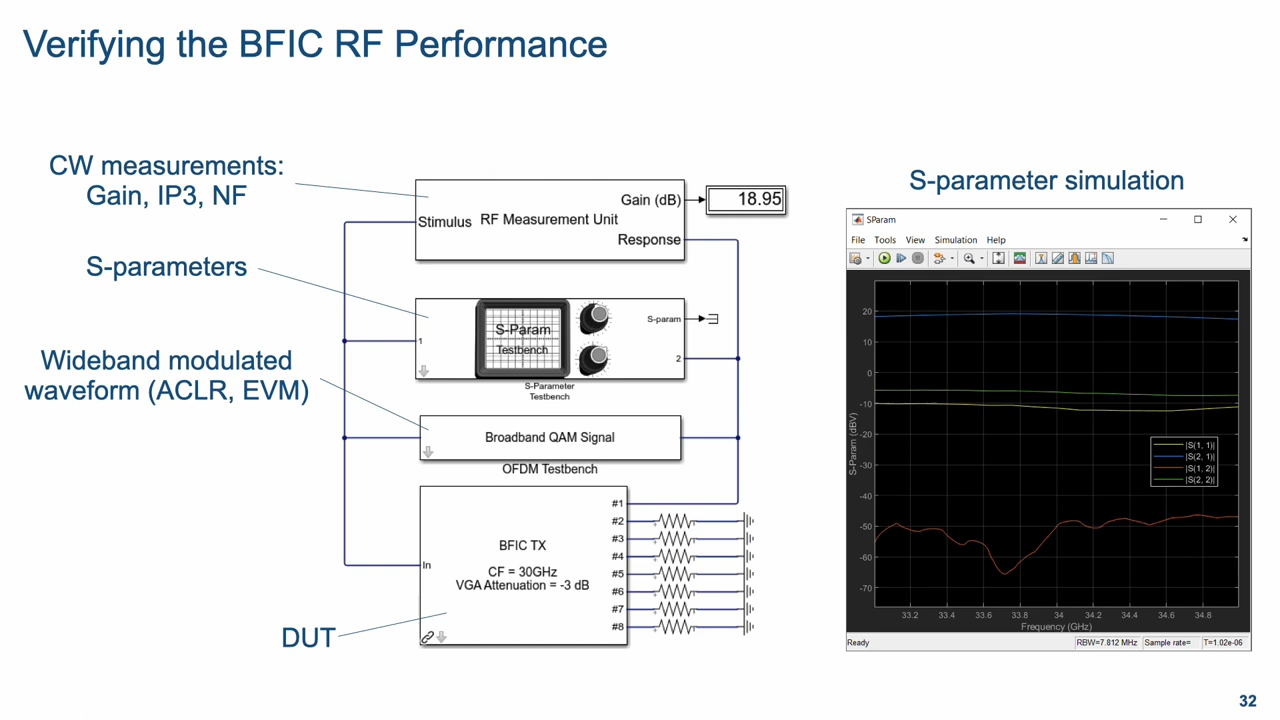 Verifying the BFIC RF Performance
CW measurements:
Gain, IP3, NF
S-parameters
Wideband modulated
waveform (ACLR, EVM)
DUT
Gain (dB)
18.95
Stimulus
RF Measurement Unit
Response
S-Param
Testbench
S-param
1
2
S-Parameter
Testbench
Broadband QAM Signal
OFDM Testbench
BFIC TX
CF = 30GHz
VGA Attenuation = -3 dB
In
#1
#2
#3
#4
#5
#6
#7
#8
S-parameter simulation
SParam
File Tools View Simulation Help
S-Param (dBV)
20
10
0
-10
-20
-30
-40
-50
-60
-70
|S(1, 1)|
|S(2, 1)|
|S(1, 2)|
|S(2, 2)|
33.2 33.4 33.6 33.8 34 34.2 34.4 34.6 34.8
Frequency (GHz)
Ready RBW=7.812 MHz Sample rate= T=1.02e-06
32